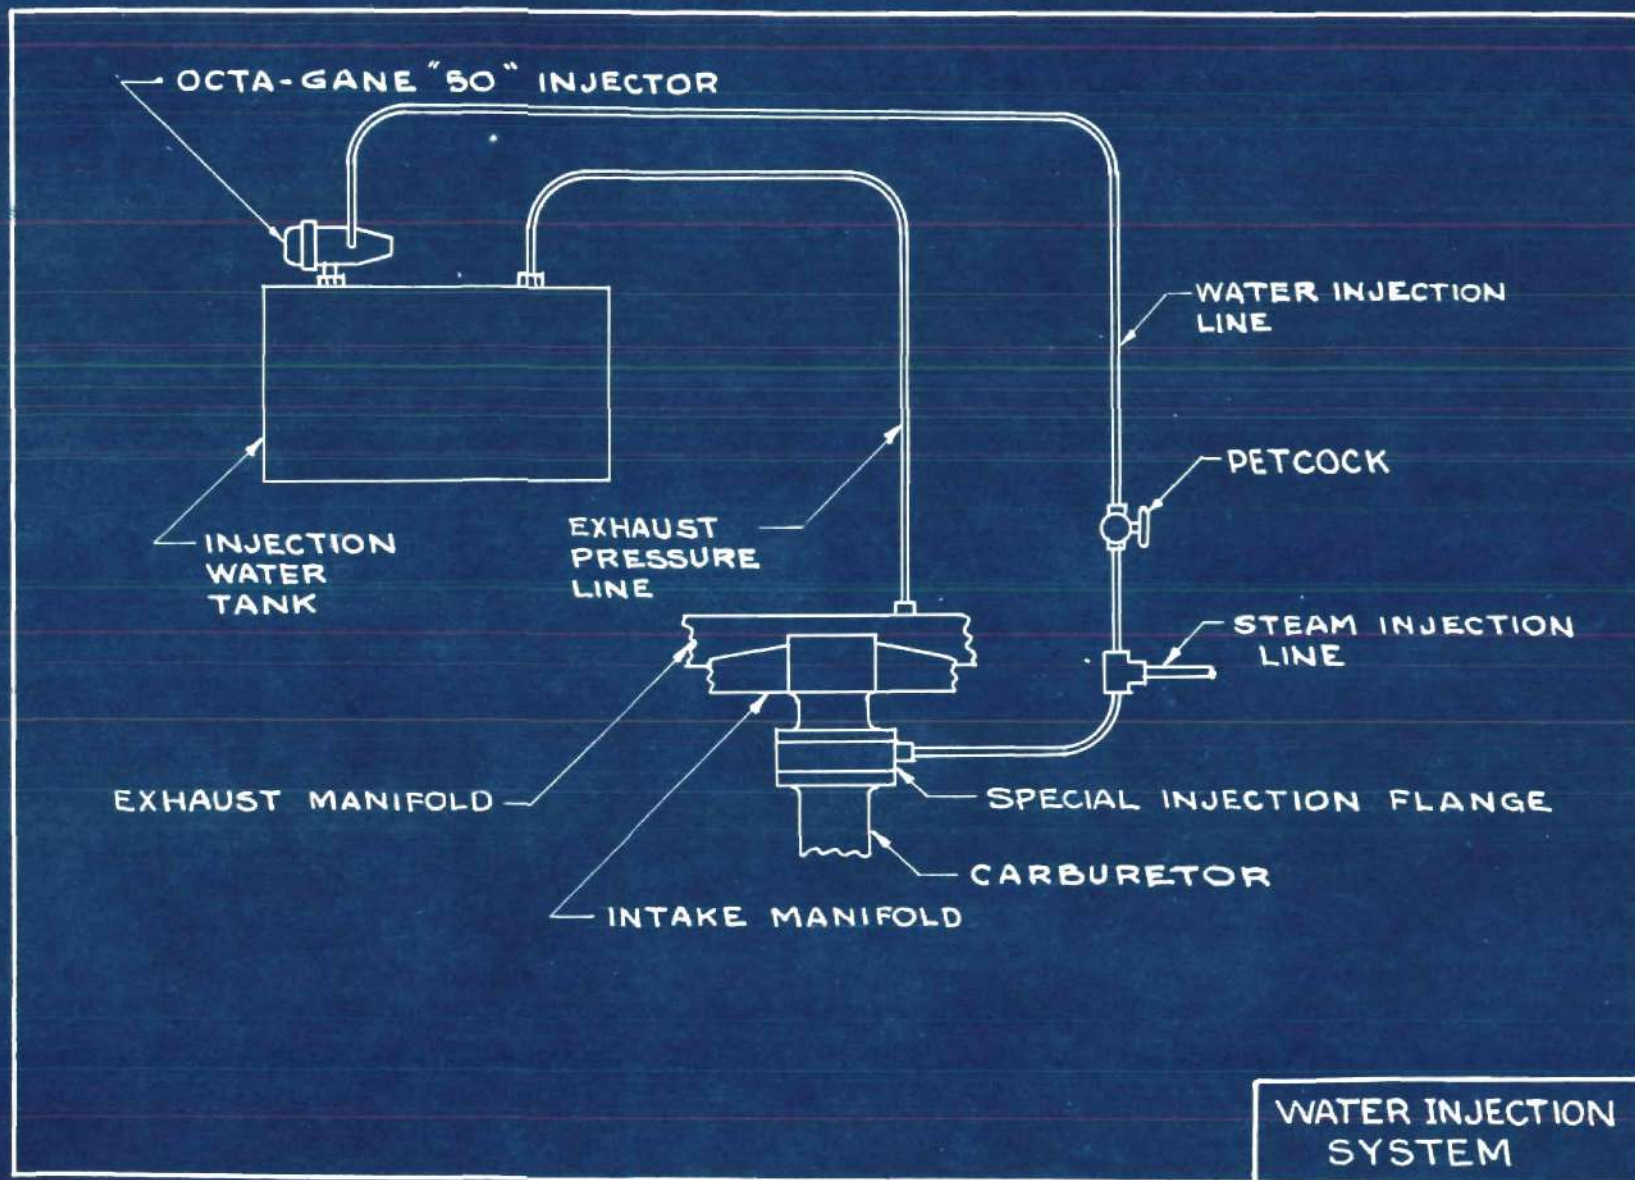 OCTA-GANE "50" INJECTOR
WATER INJECTION
LINE
PETCOCK
EXHAUST
PRESSURE
LINE
INJECTION
WATER
TANK
STEAM INJECTION
LINE
EXHAUST MANIFOLD
SPECIAL INJECTION FLANGE
CARBURETOR
INTAKE MANIFOLD
WATER INJECTION
SYSTEM